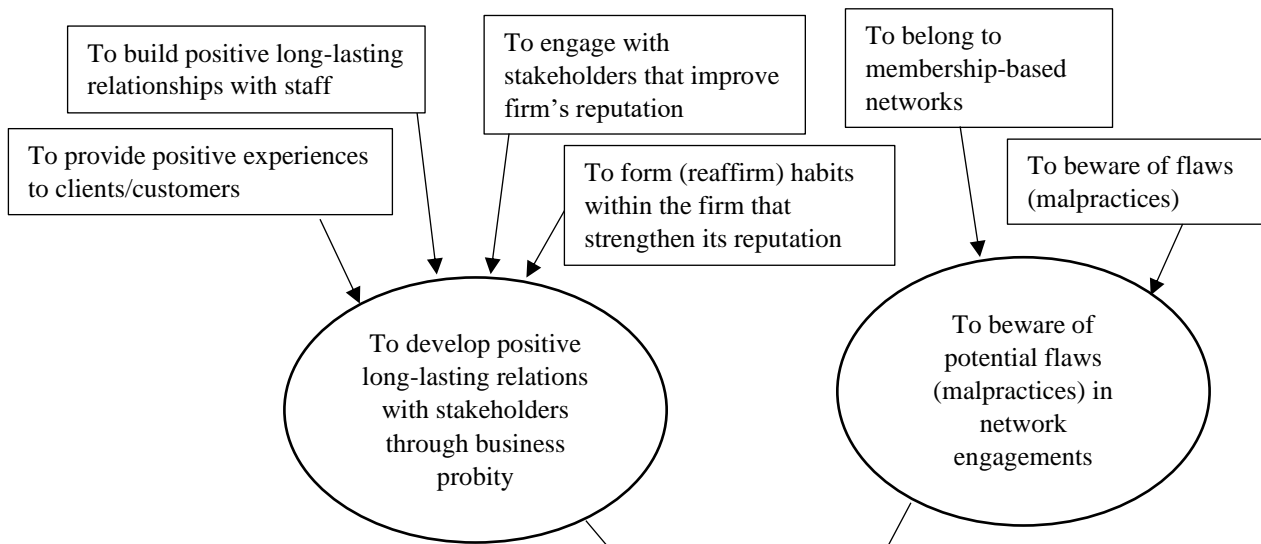 To build positive long-lasting
relationships with staff
To engage with
stakeholders that improve
firm’s reputation
To belong to
membership-based
networks
To provide positive experiences
to clients/customers
To form (reaffirm) habits
within the firm that
strengthen its reputation
To beware of flaws
(malpractices)
To develop positive
long-lasting relations
with stakeholders
through business
probity
To beware of
potential flaws
(malpractices) in
network
engagements